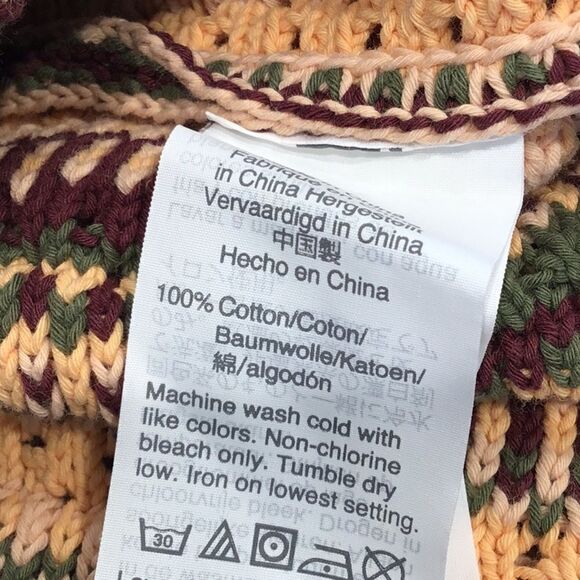 Fabriqué
in China Hergestellt
Vervaardigd in China
中国製
Hecho en China
100% Cotton/Coton/
Baumwolle/Katoen/
綿/algodón
Machine wash cold with
like colors. Non-chlorine
bleach only. Tumble dry
low. Iron on lowest setting.
30